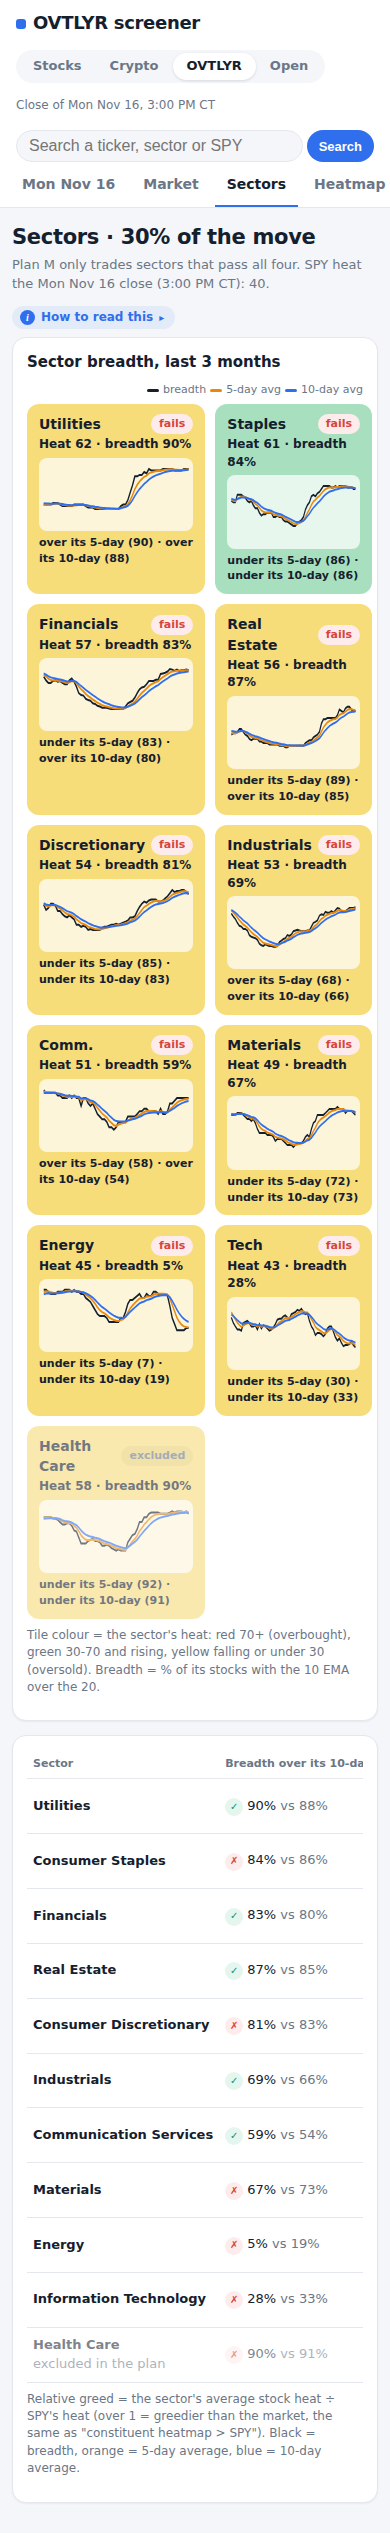 OVTLYR screener
Stocks Crypto OVTLYR Open
Close of Mon Nov 16, 3:00 PM CT
Search a ticker, sector or SPY Search
Mon Nov 16 Market Sectors Heatmap
Sectors · 30% of the move
Plan M only trades sectors that pass all four. SPY heat
the Mon Nov 16 close (3:00 PM CT): 40.
i How to read this ▸
Sector breadth, last 3 months
breadth 5-day avg 10-day avg
Utilities fails
Heat 62 · breadth 90%
over its 5-day (90) · over
its 10-day (88)
Staples fails
Heat 61 · breadth
84%
under its 5-day (86) ·
under its 10-day (86)
Financials fails
Heat 57 · breadth 83%
under its 5-day (83) ·
over its 10-day (80)
Real
Estate fails
Heat 56 · breadth
87%
under its 5-day (89) ·
over its 10-day (85)
Discretionary fails
Heat 54 · breadth 81%
under its 5-day (85) ·
under its 10-day (83)
Industrials fails
Heat 53 · breadth
69%
over its 5-day (68) ·
over its 10-day (66)
Comm. fails
Heat 51 · breadth 59%
over its 5-day (58) · over
its 10-day (54)
Materials fails
Heat 49 · breadth
67%
under its 5-day (72) ·
under its 10-day (73)
Energy fails
Heat 45 · breadth 5%
under its 5-day (7) ·
under its 10-day (19)
Tech fails
Heat 43 · breadth
28%
under its 5-day (30) ·
under its 10-day (33)
Health
Care excluded
Heat 58 · breadth 90%
under its 5-day (92) ·
under its 10-day (91)
Tile colour = the sector's heat: red 70+ (overbought),
green 30-70 and rising, yellow falling or under 30
(oversold). Breadth = % of its stocks with the 10 EMA
over the 20.
Sector Breadth over its 10-da
Utilities ✓ 90% vs 88%
Consumer Staples ✗ 84% vs 86%
Financials ✓ 83% vs 80%
Real Estate ✓ 87% vs 85%
Consumer Discretionary ✗ 81% vs 83%
Industrials ✓ 69% vs 66%
Communication Services ✓ 59% vs 54%
Materials ✗ 67% vs 73%
Energy ✗ 5% vs 19%
Information Technology ✗ 28% vs 33%
Health Care
excluded in the plan ✗ 90% vs 91%
Relative greed = the sector's average stock heat ÷
SPY's heat (over 1 = greedier than the market, the
same as "constituent heatmap > SPY"). Black =
breadth, orange = 5-day average, blue = 10-day
average.